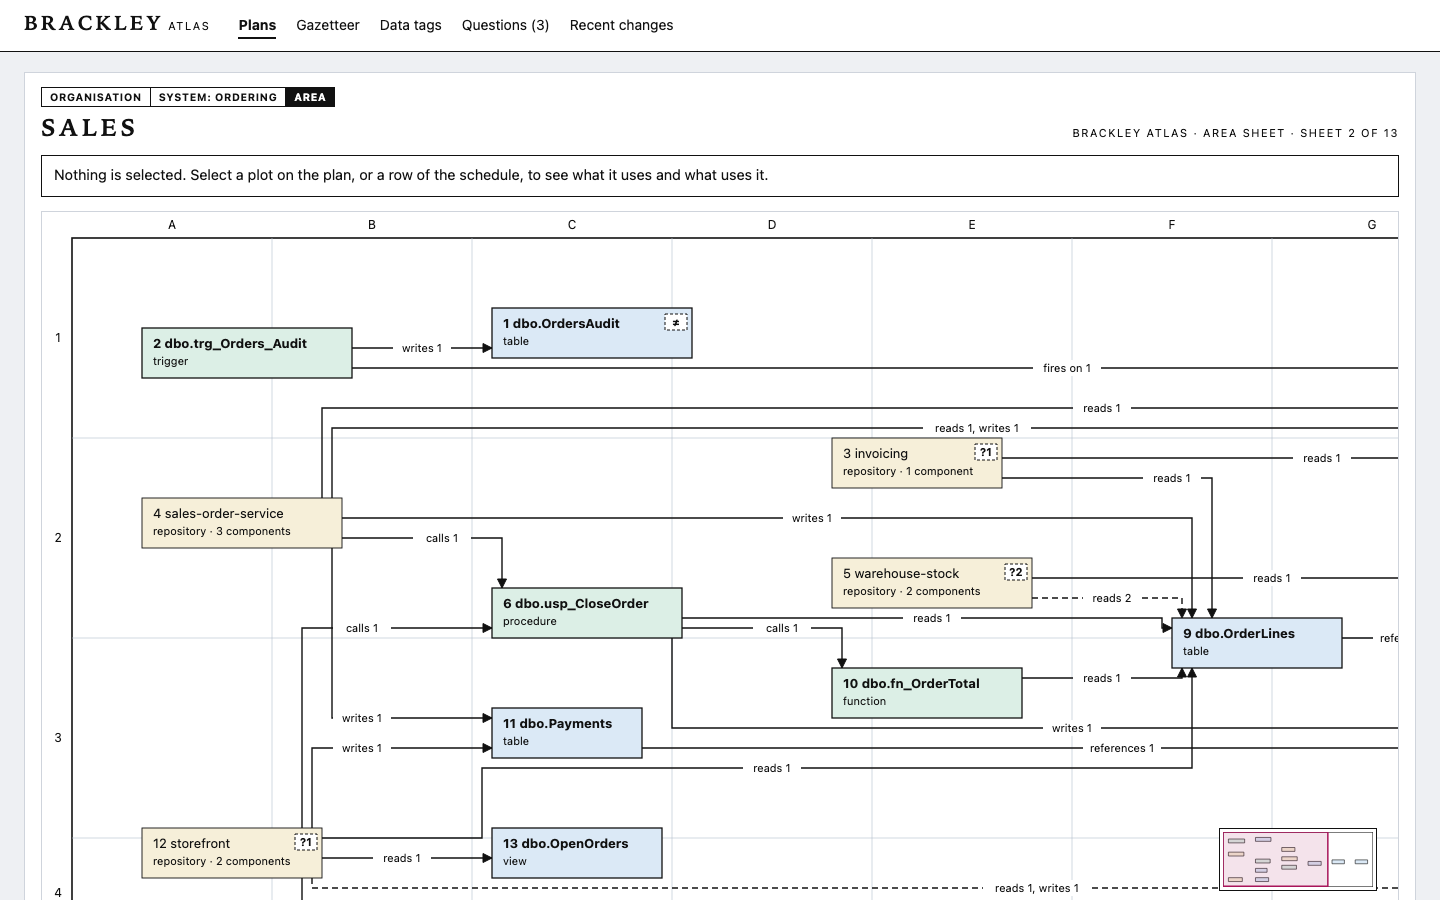 BRACKLEY ATLAS
Plans Gazetteer Data tags Questions (3) Recent changes
ORGANISATION SYSTEM: ORDERING AREA
SALES
BRACKLEY ATLAS · AREA SHEET · SHEET 2 OF 13
Nothing is selected. Select a plot on the plan, or a row of the schedule, to see what it uses and what uses it.
A B C D E F G
1
2 dbo.trg_Orders_Audit
trigger
writes 1
1 dbo.OrdersAudit
≠
table
fires on 1
reads 1
reads 1, writes 1
3 invoicing
?1
repository · 1 component
reads 1
reads 1
2
4 sales-order-service
repository · 3 components
writes 1
calls 1
5 warehouse-stock
?2
repository · 2 components
reads 1
reads 2
6 dbo.usp_CloseOrder
procedure
reads 1
calls 1
calls 1
9 dbo.OrderLines
table
refe
10 dbo.fn_OrderTotal
function
reads 1
3
writes 1
11 dbo.Payments
table
writes 1
writes 1
references 1
reads 1
12 storefront
?1
repository · 2 components
reads 1
13 dbo.OpenOrders
view
4
reads 1, writes 1